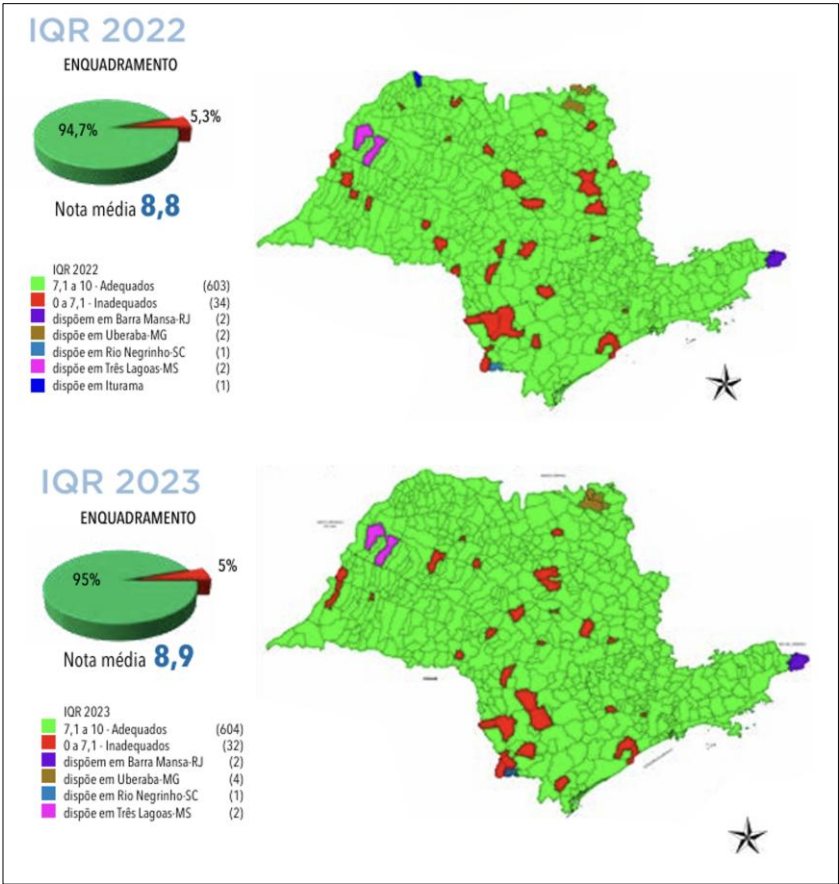 IQR 2022
ENQUADRAMENTO
94,7%
5,3%
Nota média 8,8
IQR 2022
7,1 a 10 - Adequados (603)
0 a 7,1 - Inadequados (34)
dispõem em Barra Mansa-RJ (2)
dispõe em Uberaba-MG (2)
dispõe em Rio Negrinho-SC (1)
dispõe em Três Lagoas-MS (2)
dispõe em Iturama (1)
IQR 2023
ENQUADRAMENTO
95%
5%
Nota média 8,9
IQR 2023
7,1 a 10 - Adequados (604)
0 a 7,1 - Inadequados (32)
dispõem em Barra Mansa-RJ (2)
dispõe em Uberaba-MG (4)
dispõe em Rio Negrinho-SC (1)
dispõe em Três Lagoas-MS (2)